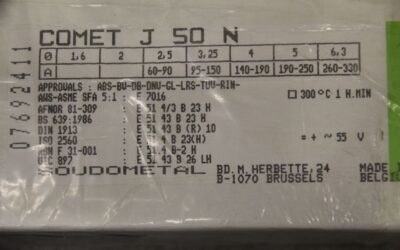 COMET J 50 N
Ø 1,6 2 2,5 3,25 4 5 6,3
A 60-90 95-150 140-190 190-250 260-330
APPROVALS : ABS-BV-DB-DNV-GL-LRS-TUV-RIN-
AWS-ASME SFA 5:1 : E 7016
300°C 1 H.MIN
AFNOR 81-309 : E 51 4/3 B 23 H
BS 639:1986 : E 51 43 B 23 H
DIN 1913 : E 51 43 B (R) 10
= + ~ 55 V
ISO 2560 : E 51 4 B 23(H)
F 31-001 : E 51.4 B-2 H
897 : E 51 43 B 26 LH
SOUDOMETAL BD. M. HERBETTE, 24
B-1070 BRUSSELS
MADE
BELGI
07692411